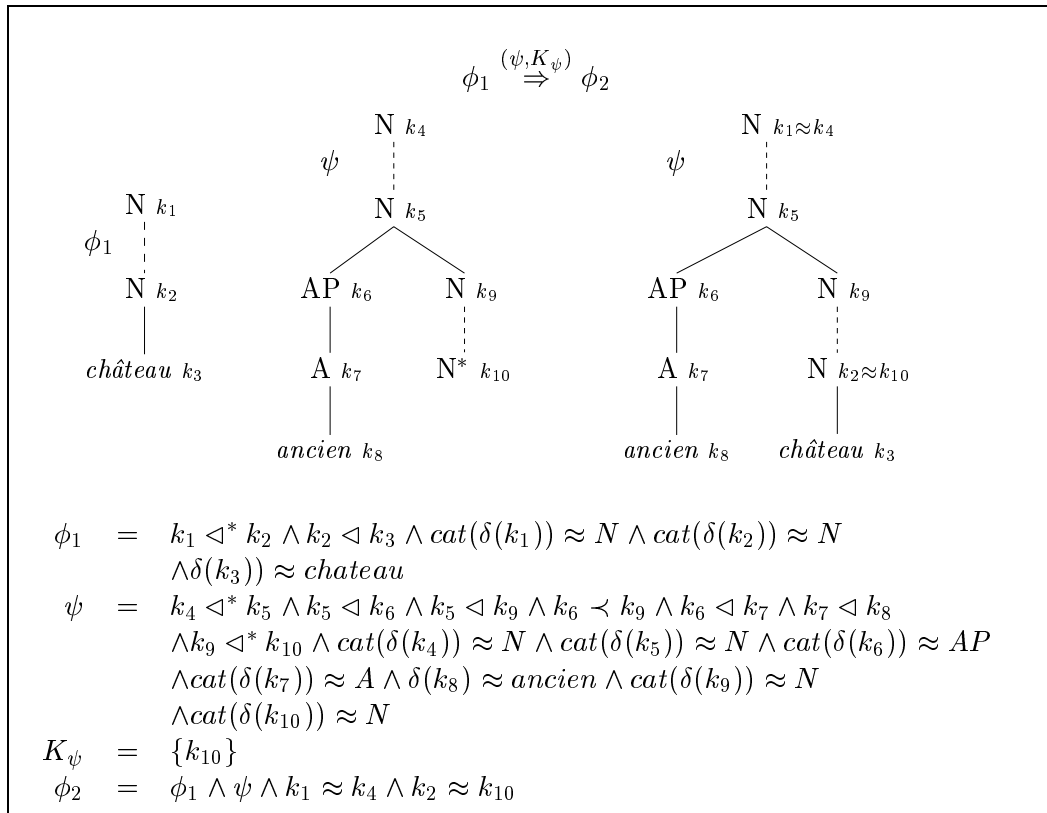 ϕ₁ (ψ,K_ψ) ⇒ ϕ₂
N k₄ N k₁≈k₄
ψ ψ
N k₁ N k₅ N k₅
ϕ₁
N k₂ AP k₆ N k₉ AP k₆ N k₉
château k₃ A k₇ N* k₁₀ A k₇ N k₂≈k₁₀
ancien k₈ ancien k₈ château k₃
ϕ₁ = k₁ ◁* k₂ ∧ k₂ ◁ k₃ ∧ cat(δ(k₁)) ≈ N ∧ cat(δ(k₂)) ≈ N
∧δ(k₃)) ≈ chateau
ψ = k₄ ◁* k₅ ∧ k₅ ◁ k₆ ∧ k₅ ◁ k₉ ∧ k₆ ≺ k₉ ∧ k₆ ◁ k₇ ∧ k₇ ◁ k₈
∧k₉ ◁* k₁₀ ∧ cat(δ(k₄)) ≈ N ∧ cat(δ(k₅)) ≈ N ∧ cat(δ(k₆)) ≈ AP
∧cat(δ(k₇)) ≈ A ∧ δ(k₈) ≈ ancien ∧ cat(δ(k₉)) ≈ N
∧cat(δ(k₁₀)) ≈ N
K_ψ = {k₁₀}
ϕ₂ = ϕ₁ ∧ ψ ∧ k₁ ≈ k₄ ∧ k₂ ≈ k₁₀